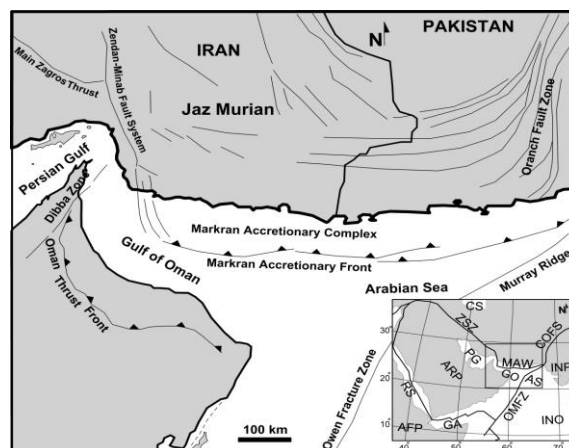 PAKISTAN
IRAN
N
Zendan-Minab Fault System
Main Zagros Thrust
Jaz Murian
Oranch Fault Zone
Persian Gulf
Dibba Zone
Markran Accretionary Complex
Gulf of Oman
Markran Accretionary Front
Oman Thrust Front
Arabian Sea
Murray Ridge
Owen Fracture Zone
100 km
CS
N
30°
ZSZ
COFS
PG
MAW
20
ARP
GO
AS
INP
RS
OMFZ
10
AFP
GA
INO
40
50
60
70